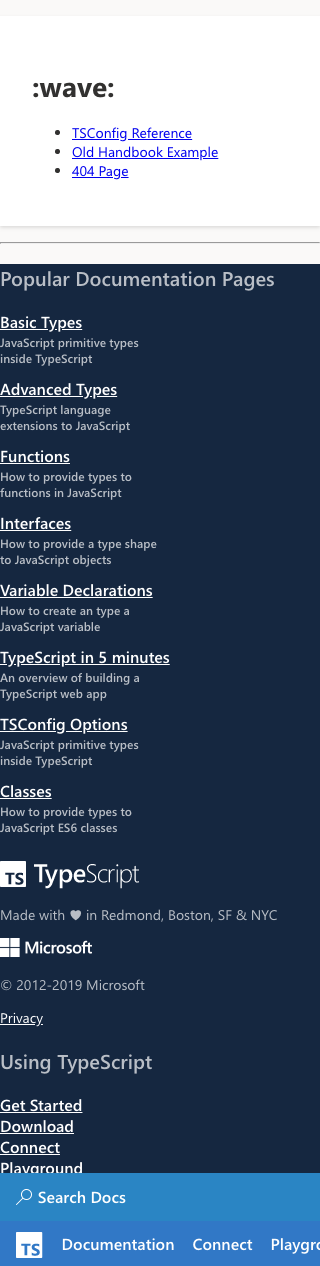 :wave:
TSConfig Reference
Old Handbook Example
404 Page
Popular Documentation Pages
Basic Types
JavaScript primitive types
inside TypeScript
Advanced Types
TypeScript language
extensions to JavaScript
Functions
How to provide types to
functions in JavaScript
Interfaces
How to provide a type shape
to JavaScript objects
Variable Declarations
How to create an type a
JavaScript variable
TypeScript in 5 minutes
An overview of building a
TypeScript web app
TSConfig Options
JavaScript primitive types
inside TypeScript
Classes
How to provide types to
JavaScript ES6 classes
TS TypeScript
Made with ♥ in Redmond, Boston, SF & NYC
Microsoft
© 2012-2019 Microsoft
Privacy
Using TypeScript
Get Started
Download
Connect
Playground
Search Docs
TS Documentation Connect Playgro